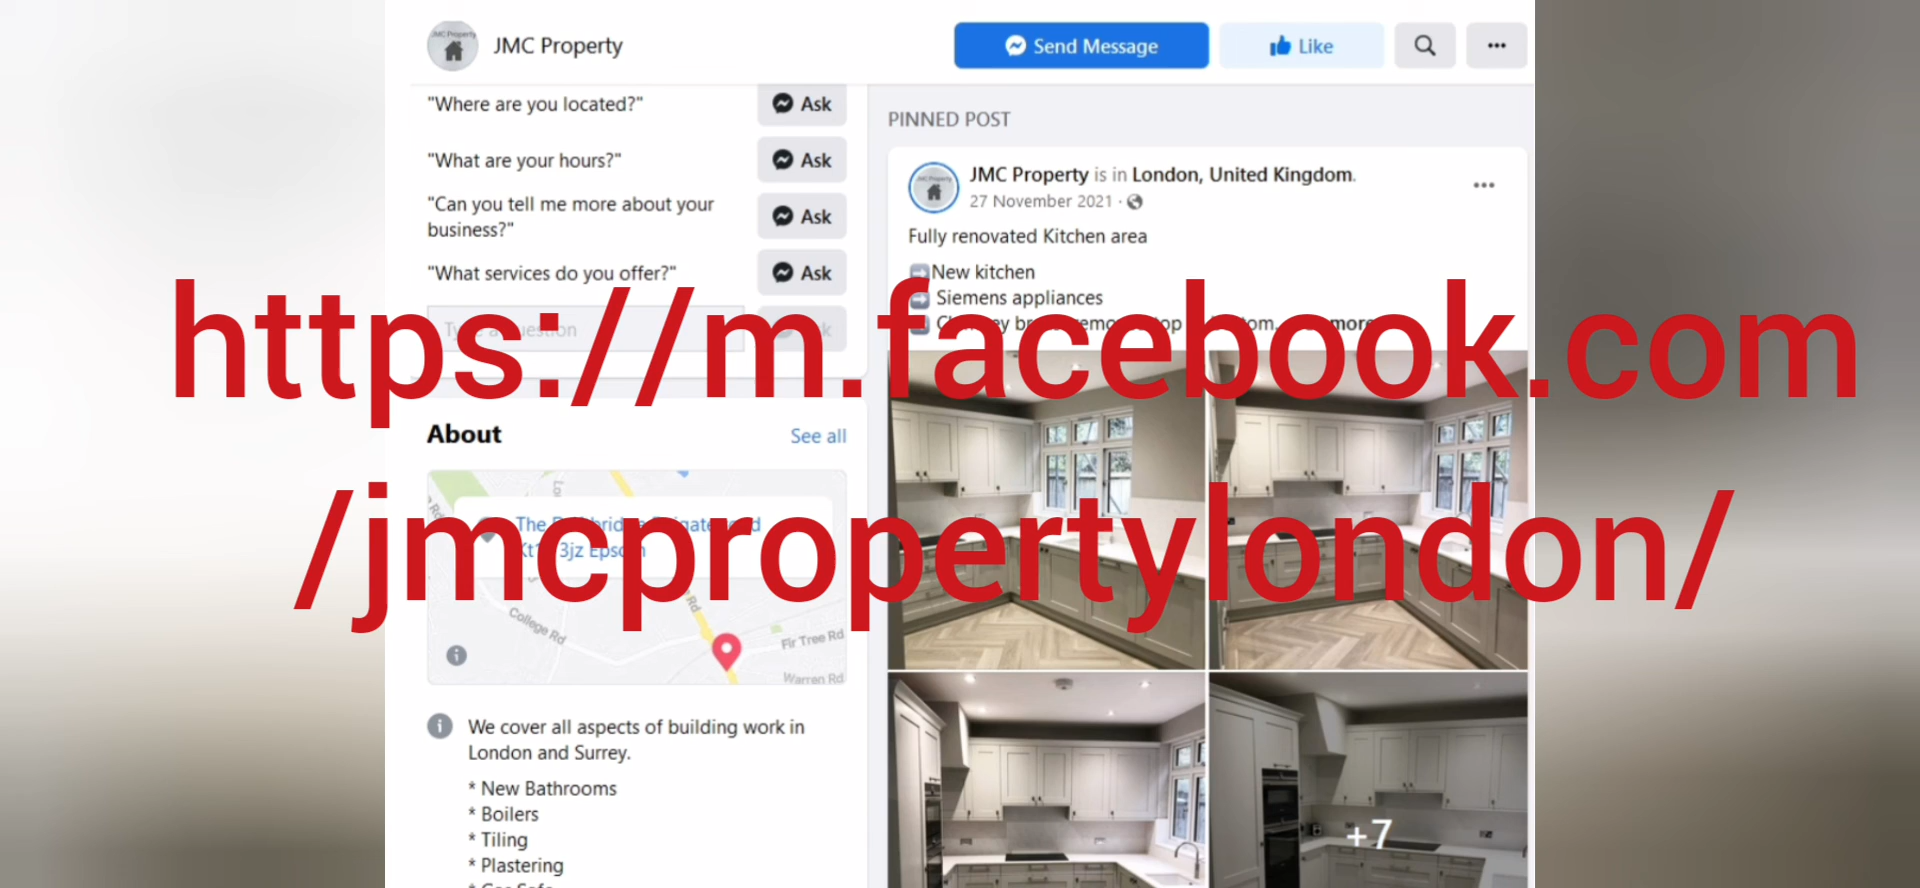 JMC Property
Send Message
Like
"Where are you located?"
Ask
"What are your hours?"
Ask
"Can you tell me more about your
business?"
Ask
"What services do you offer?"
Ask
About
See all
College Rd
Rd
Fir Tree Rd
Warren Rd
We cover all aspects of building work in
London and Surrey.
* New Bathrooms
* Boilers
* Tiling
* Plastering
PINNED POST
JMC Property is in London, United Kingdom.
27 November 2021
Fully renovated Kitchen area
New kitchen
Siemens appliances
+7
https://m.facebook.com
/jmcpropertylondon/